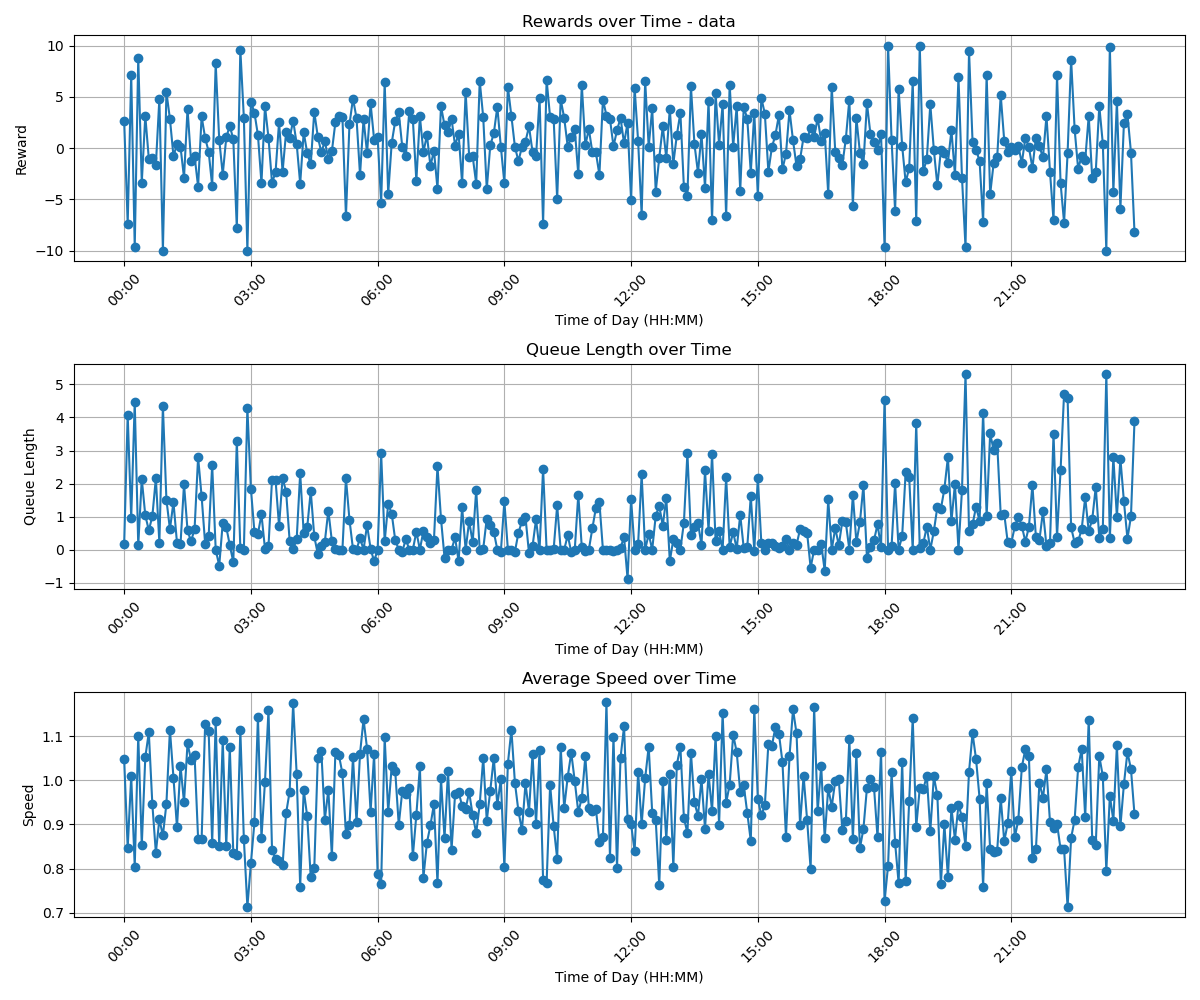 Rewards over Time - data
Reward
10
5
0
−5
−10
00:00 03:00 06:00 09:00 12:00 15:00 18:00 21:00
Time of Day (HH:MM)
Queue Length over Time
Queue Length
5
4
3
2
1
0
−1
00:00 03:00 06:00 09:00 12:00 15:00 18:00 21:00
Time of Day (HH:MM)
Average Speed over Time
Speed
1.1
1.0
0.9
0.8
0.7
00:00 03:00 06:00 09:00 12:00 15:00 18:00 21:00
Time of Day (HH:MM)